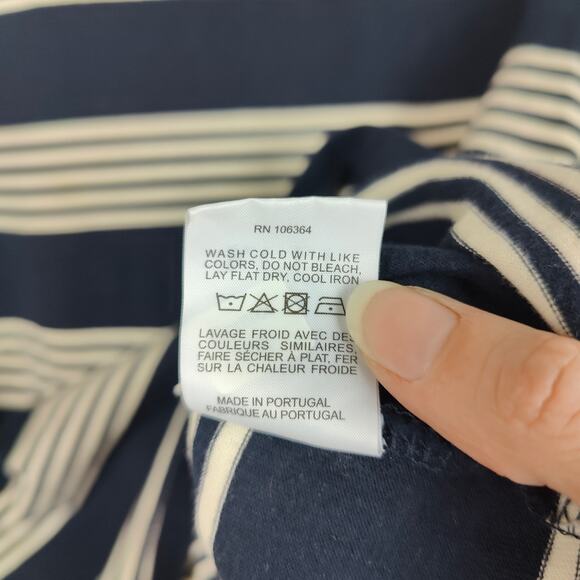 RN 106364
WASH COLD WITH LIKE
COLORS, DO NOT BLEACH,
LAY FLAT DRY, COOL IRON
LAVAGE FROID AVEC DES
COULEURS SIMILAIRES,
FAIRE SÉCHER À PLAT, FER
SUR LA CHALEUR FROIDE
MADE IN PORTUGAL
FABRIQUE AU PORTUGAL